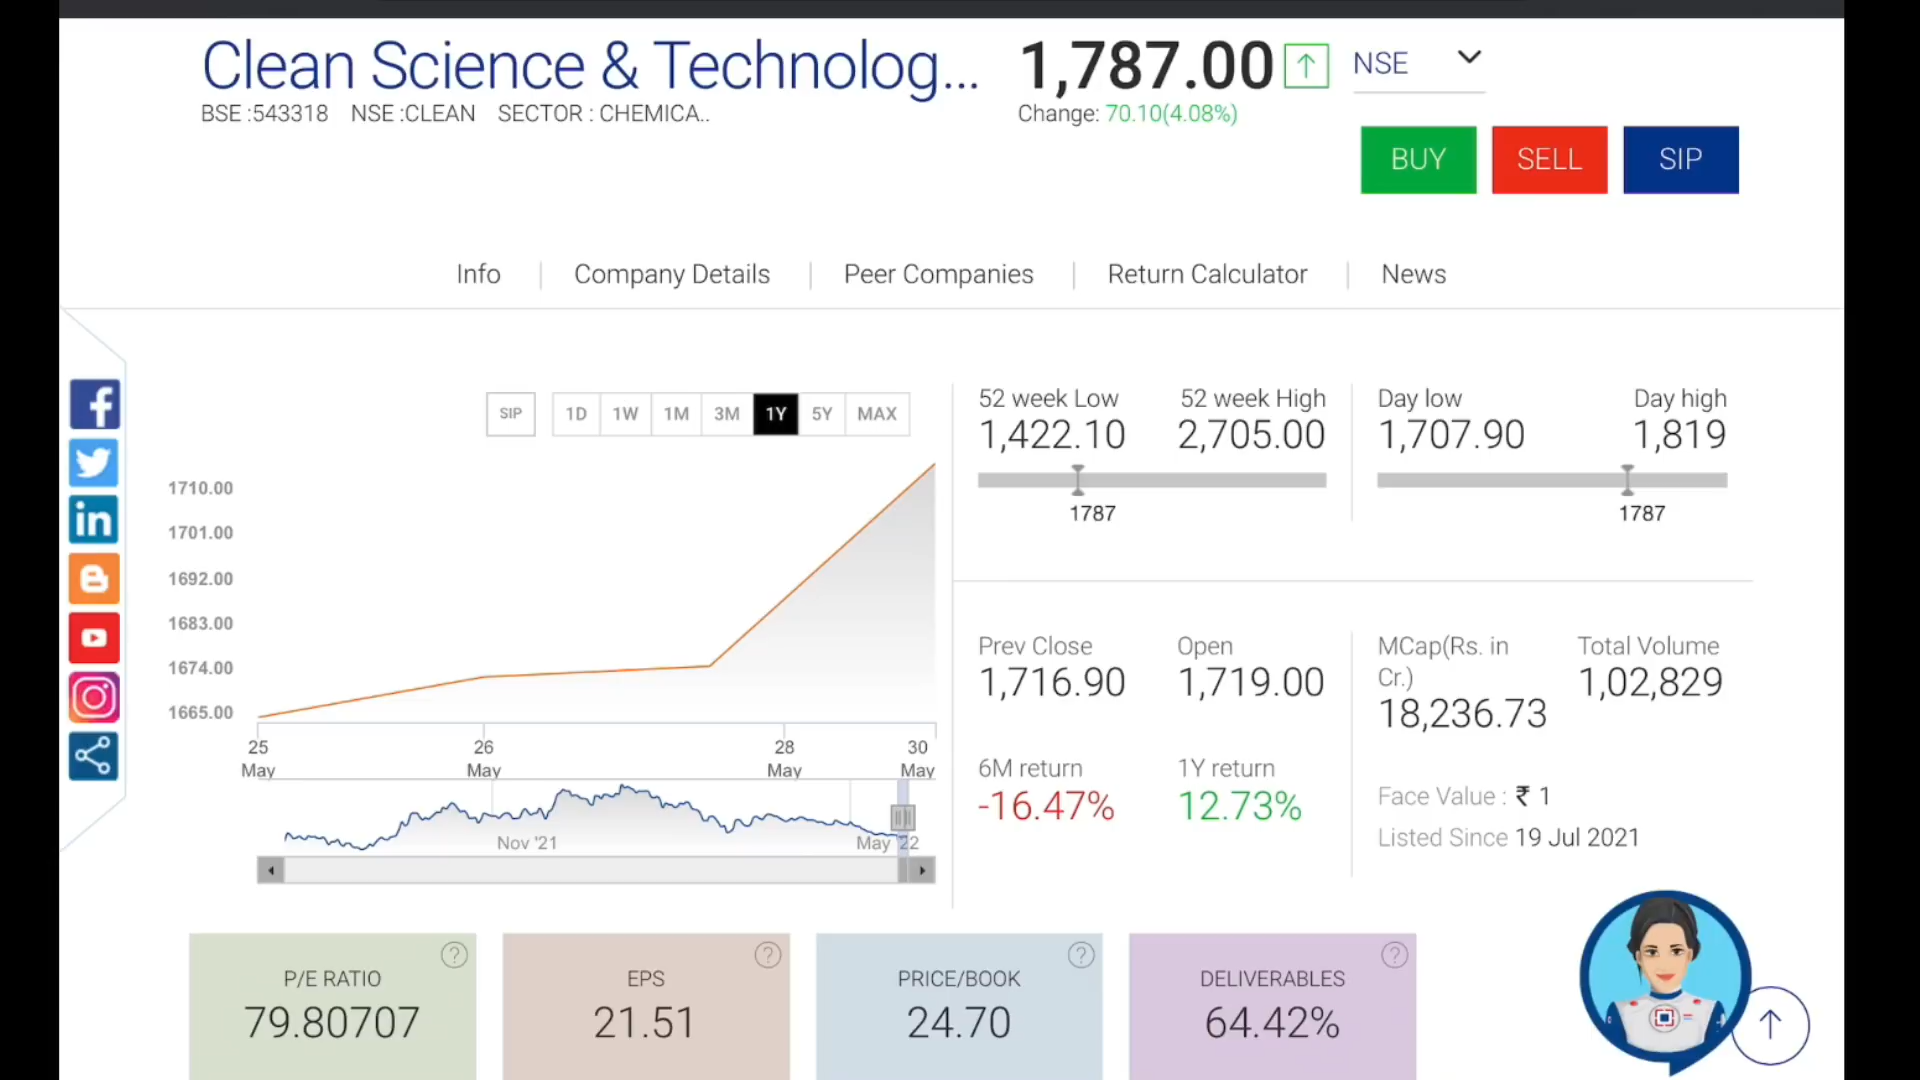 Clean Science & Technolog...
1,787.00
NSE
BSE :543318 NSE :CLEAN SECTOR : CHEMICA..
Change: 70.10(4.08%)
BUY SELL SIP
Info Company Details Peer Companies Return Calculator News
SIP 1D 1W 1M 3M 1Y 5Y MAX
1710.00
1701.00
1692.00
1683.00
1674.00
1665.00
25 May
26 May
28 May
30 May
Nov '21
May '22
52 week Low 52 week High
1,422.10 2,705.00
1787
Day low Day high
1,707.90 1,819
1787
Prev Close Open
1,716.90 1,719.00
6M return 1Y return
-16.47% 12.73%
MCap(Rs. in
Cr.)
18,236.73
Total Volume
1,02,829
Face Value : ₹ 1
Listed Since 19 Jul 2021
P/E RATIO
79.80707
EPS
21.51
PRICE/BOOK
24.70
DELIVERABLES
64.42%